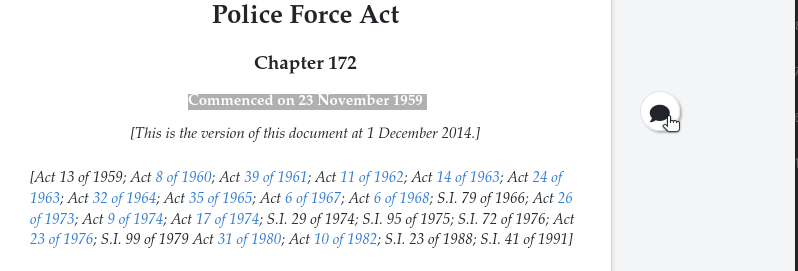 Police Force Act
Chapter 172
Commenced on 23 November 1959
[This is the version of this document at 1 December 2014.]
[Act 13 of 1959; Act 8 of 1960; Act 39 of 1961; Act 11 of 1962; Act 14 of 1963; Act 24 of
1963; Act 32 of 1964; Act 35 of 1965; Act 6 of 1967; Act 6 of 1968; S.I. 79 of 1966; Act 26
of 1973; Act 9 of 1974; Act 17 of 1974; S.I. 29 of 1974; S.I. 95 of 1975; S.I. 72 of 1976; Act
23 of 1976; S.I. 99 of 1979 Act 31 of 1980; Act 10 of 1982; S.I. 23 of 1988; S.I. 41 of 1991]